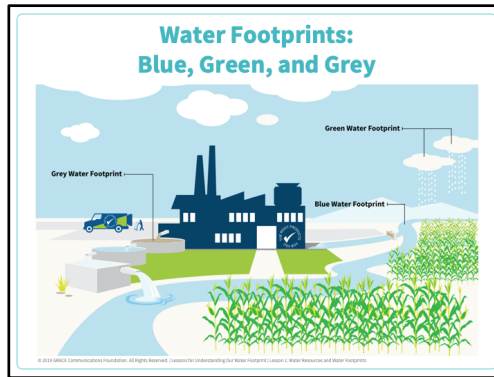 Water Footprints:
Blue, Green, and Grey
Green Water Footprint
Grey Water Footprint
Blue Water Footprint
© 2019 GRACE Communications Foundation. All Rights Reserved. | Lessons for Understanding Our Water Footprint | Lesson 1: Water Resources and Water Footprints